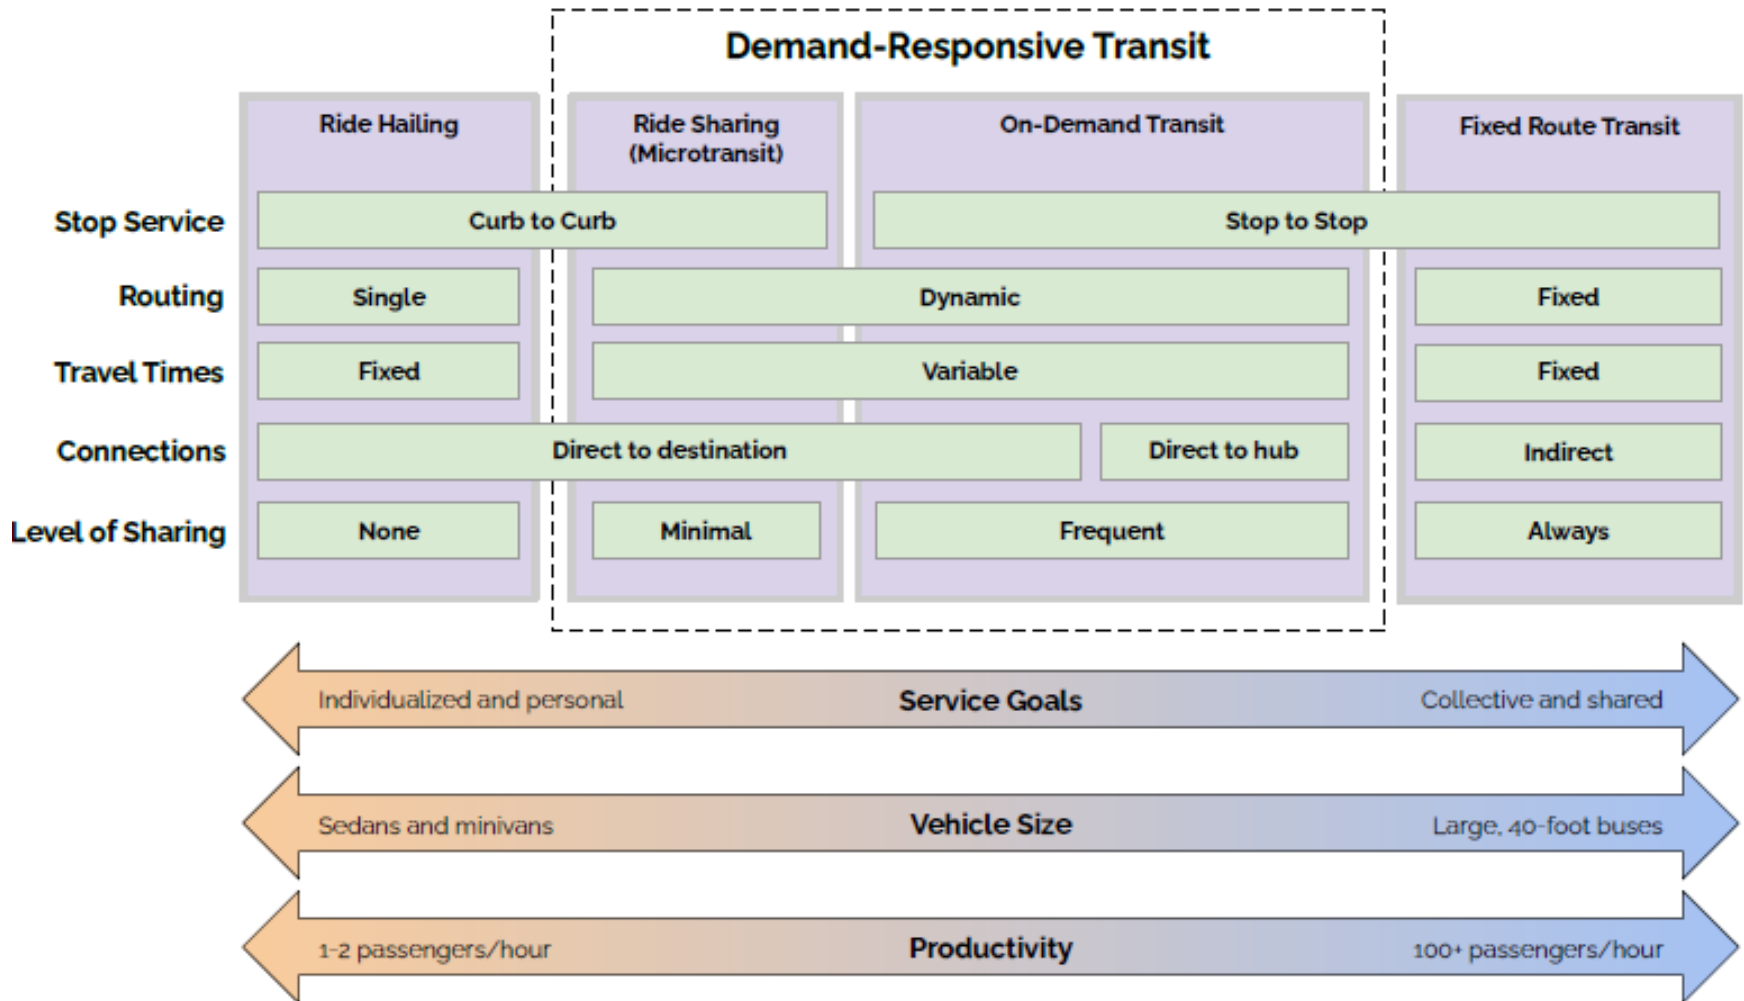 Demand-Responsive Transit
Ride Hailing
Ride Sharing
(Microtransit)
On-Demand Transit
Fixed Route Transit
Stop Service
Curb to Curb
Stop to Stop
Routing
Single
Dynamic
Fixed
Travel Times
Fixed
Variable
Fixed
Connections
Direct to destination
Direct to hub
Indirect
Level of Sharing
None
Minimal
Frequent
Always
Individualized and personal
Service Goals
Collective and shared
Sedans and minivans
Vehicle Size
Large, 40-foot buses
1-2 passengers/hour
Productivity
100+ passengers/hour